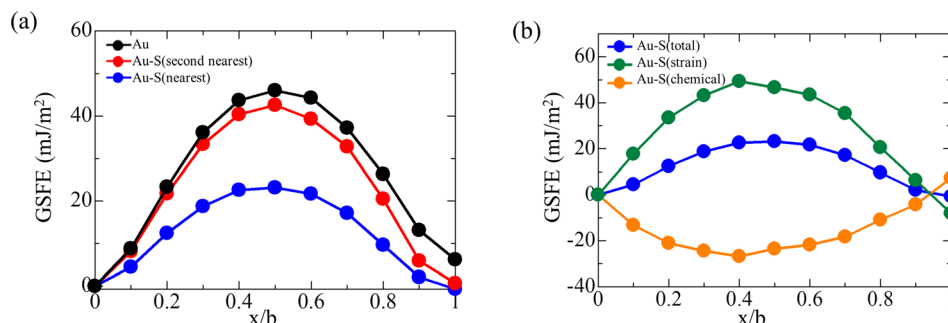 (a)
60
Au
Au-S(second nearest)
Au-S(nearest)
40
20
0
GSFE (mJ/m²)
0 0.2 0.4 0.6 0.8 1
x/b
(b)
Au-S(total)
Au-S(strain)
Au-S(chemical)
60
40
20
0
-20
-40
GSFE (mJ/m²)
0 0.2 0.4 0.6 0.8
x/b